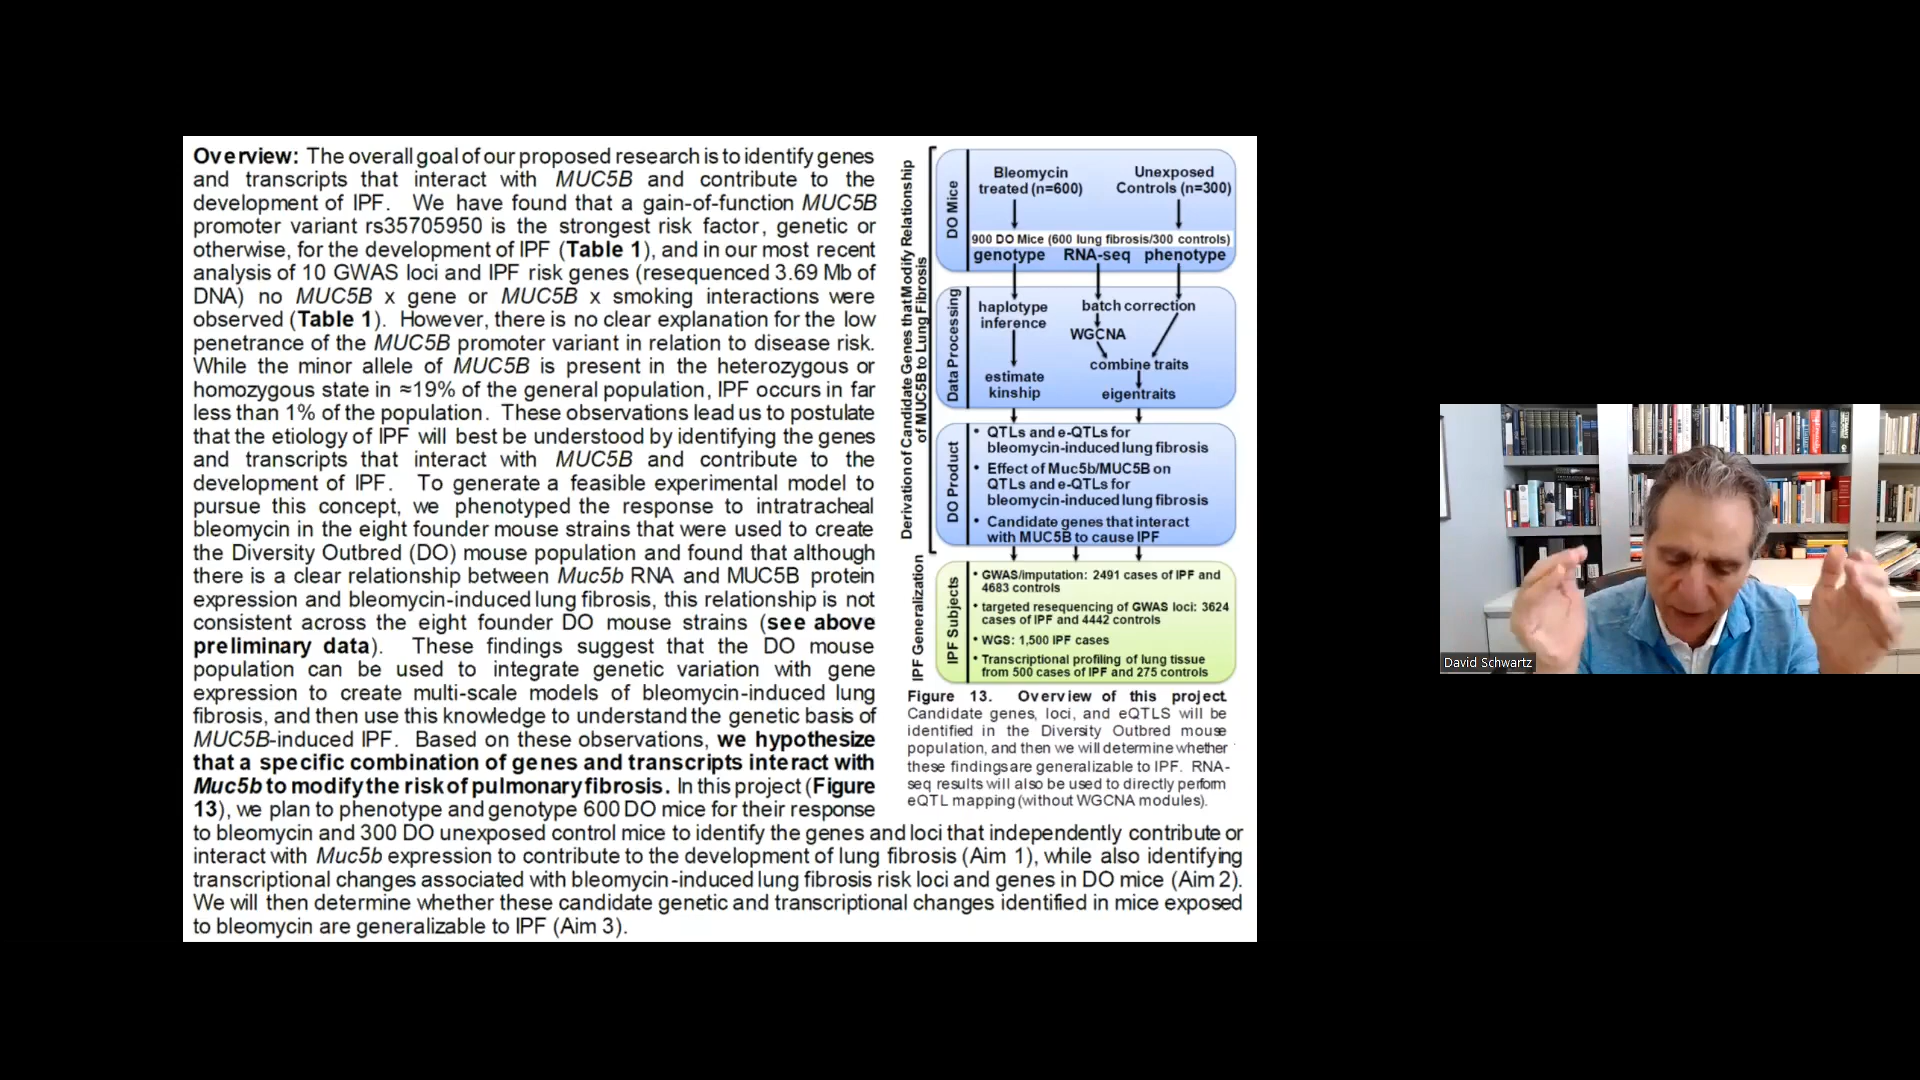 Overview: The overall goal of our proposed research is to identify genes
and transcripts that interact with MUC5B and contribute to the
development of IPF. We have found that a gain-of-function MUC5B
promoter variant rs35705950 is the strongest risk factor, genetic or
otherwise, for the development of IPF (Table 1), and in our most recent
analysis of 10 GWAS loci and IPF risk genes (resequenced 3.69 Mb of
DNA) no MUC5B x gene or MUC5B x smoking interactions were
observed (Table 1). However, there is no clear explanation for the low
penetrance of the MUC5B promoter variant in relation to disease risk.
While the minor allele of MUC5B is present in the heterozygous or
homozygous state in ≈19% of the general population, IPF occurs in far
less than 1% of the population. These observations lead us to postulate
that the etiology of IPF will best be understood by identifying the genes
and transcripts that interact with MUC5B and contribute to the
development of IPF. To generate a feasible experimental model to
pursue this concept, we phenotyped the response to intratracheal
bleomycin in the eight founder mouse strains that were used to create
the Diversity Outbred (DO) mouse population and found that although
there is a clear relationship between Muc5b RNA and MUC5B protein
expression and bleomycin-induced lung fibrosis, this relationship is not
consistent across the eight founder DO mouse strains (see above
preliminary data). These findings suggest that the DO mouse
population can be used to integrate genetic variation with gene
expression to create multi-scale models of bleomycin-induced lung
fibrosis, and then use this knowledge to understand the genetic basis of
MUC5B-induced IPF. Based on these observations, we hypothesize
that a specific combination of genes and transcripts interact with
Muc5b to modify the risk of pulmonary fibrosis. In this project (Figure
13), we plan to phenotype and genotype 600 DO mice for their response
to bleomycin and 300 DO unexposed control mice to identify the genes and loci that independently contribute or
interact with Muc5b expression to contribute to the development of lung fibrosis (Aim 1), while also identifying
transcriptional changes associated with bleomycin-induced lung fibrosis risk loci and genes in DO mice (Aim 2).
We will then determine whether these candidate genetic and transcriptional changes identified in mice exposed
to bleomycin are generalizable to IPF (Aim 3).
Derivation of Candidate Genes that Modify Relationship
of MUC5B to Lung Fibrosis
DO Mice
Bleomycin
treated (n=600)
Unexposed
Controls (n=300)
900 DO Mice (600 lung fibrosis/300 controls)
genotype RNA-seq phenotype
Data Processing
haplotype
inference
batch correction
WGCNA
combine traits
estimate
kinship
eigentraits
DO Product
• QTLs and e-QTLs for
bleomycin-induced lung fibrosis
• Effect of Muc5b/MUC5B on
QTLs and e-QTLs for
bleomycin-induced lung fibrosis
• Candidate genes that interact
with MUC5B to cause IPF
IPF Generalization
IPF Subjects
• GWAS/imputation: 2491 cases of IPF and
4683 controls
• targeted resequencing of GWAS loci: 3624
cases of IPF and 4442 controls
• WGS: 1,500 IPF cases
• Transcriptional profiling of lung tissue
from 500 cases of IPF and 275 controls
Figure 13. Overview of this project.
Candidate genes, loci, and eQTLS will be
identified in the Diversity Outbred mouse
population, and then we will determine whether
these findings are generalizable to IPF. RNA-
seq results will also be used to directly perform
eQTL mapping (without WGCNA modules).
David Schwartz